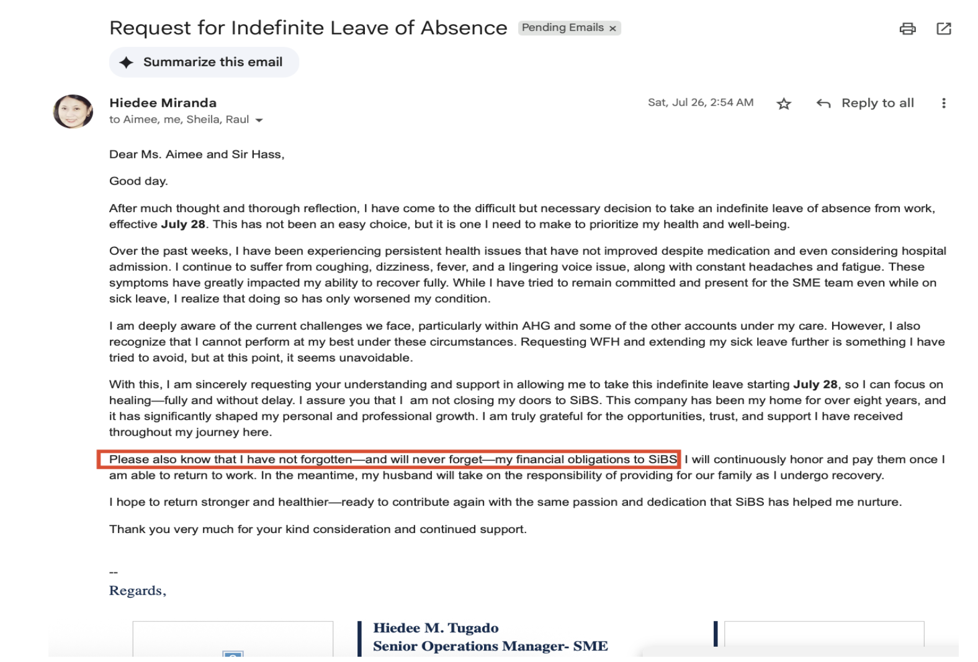 Request for Indefinite Leave of Absence Pending Emails ×
Summarize this email
Hiedee Miranda Sat, Jul 26, 2:54 AM Reply to all
to Aimee, me, Sheila, Raul
Dear Ms. Aimee and Sir Hass,
Good day.
After much thought and thorough reflection, I have come to the difficult but necessary decision to take an indefinite leave of absence from work,
effective July 28. This has not been an easy choice, but it is one I need to make to prioritize my health and well-being.
Over the past weeks, I have been experiencing persistent health issues that have not improved despite medication and even considering hospital
admission. I continue to suffer from coughing, dizziness, fever, and a lingering voice issue, along with constant headaches and fatigue. These
symptoms have greatly impacted my ability to recover fully. While I have tried to remain committed and present for the SME team even while on
sick leave, I realize that doing so has only worsened my condition.
I am deeply aware of the current challenges we face, particularly within AHG and some of the other accounts under my care. However, I also
recognize that I cannot perform at my best under these circumstances. Requesting WFH and extending my sick leave further is something I have
tried to avoid, but at this point, it seems unavoidable.
With this, I am sincerely requesting your understanding and support in allowing me to take this indefinite leave starting July 28, so I can focus on
healing—fully and without delay. I assure you that I am not closing my doors to SiBS. This company has been my home for over eight years, and
it has significantly shaped my personal and professional growth. I am truly grateful for the opportunities, trust, and support I have received
throughout my journey here.
Please also know that I have not forgotten—and will never forget—my financial obligations to SiBS. I will continuously honor and pay them once I
am able to return to work. In the meantime, my husband will take on the responsibility of providing for our family as I undergo recovery.
I hope to return stronger and healthier—ready to contribute again with the same passion and dedication that SiBS has helped me nurture.
Thank you very much for your kind consideration and continued support.
--
Regards,
Hiedee M. Tugado
Senior Operations Manager- SME